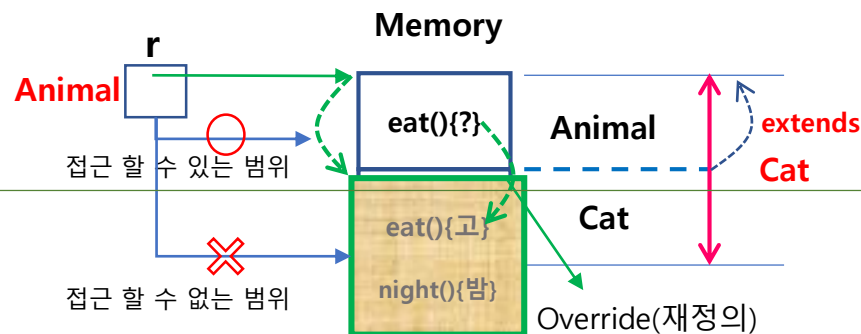 Memory
r
Animal
eat(){?}
Animal
extends
Cat
접근 할 수 있는 범위
Cat
eat(){고}
night(){밤}
접근 할 수 없는 범위
Override(재정의)